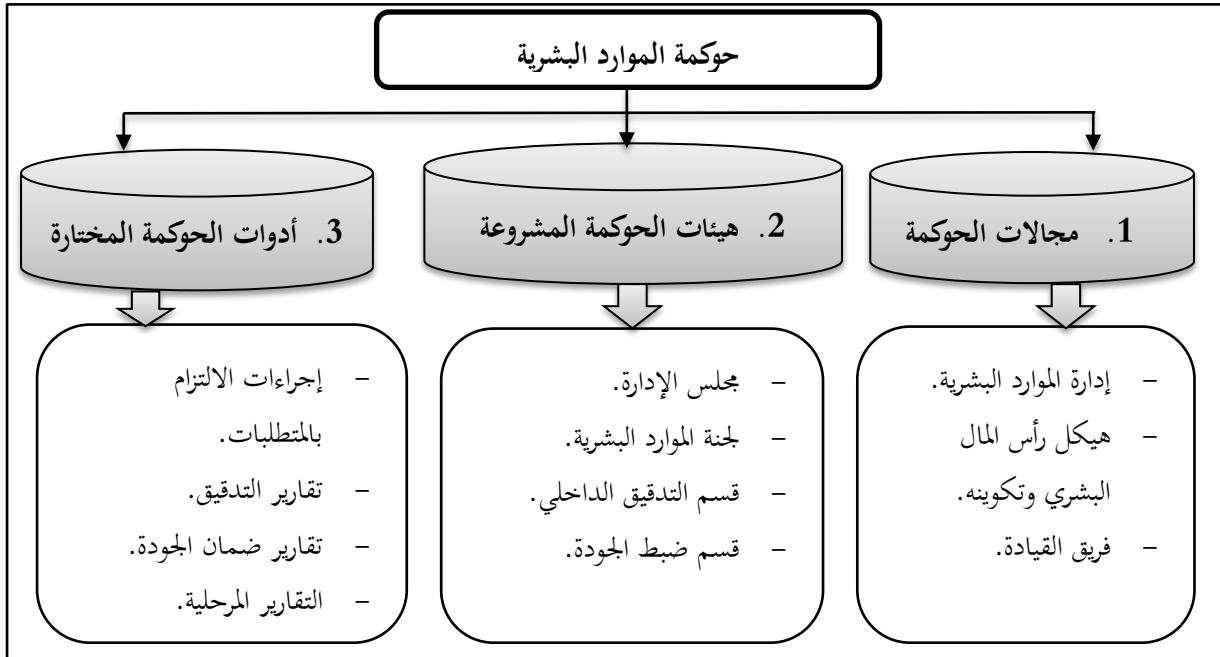 حوكمة الموارد البشرية
1. مجالات الحوكمة
2. هيئات الحوكمة المشروعة
3. أدوات الحوكمة المختارة
– إدارة الموارد البشرية.
– هيكل رأس المال
البشري وتكوينه.
– فريق القيادة.
– مجلس الإدارة.
– لجنة الموارد البشرية.
– قسم التدقيق الداخلي.
– قسم ضبط الجودة.
– إجراءات الالتزام
بالمتطلبات.
– تقارير التدقيق.
– تقارير ضمان الجودة.
– التقارير المرحلية.